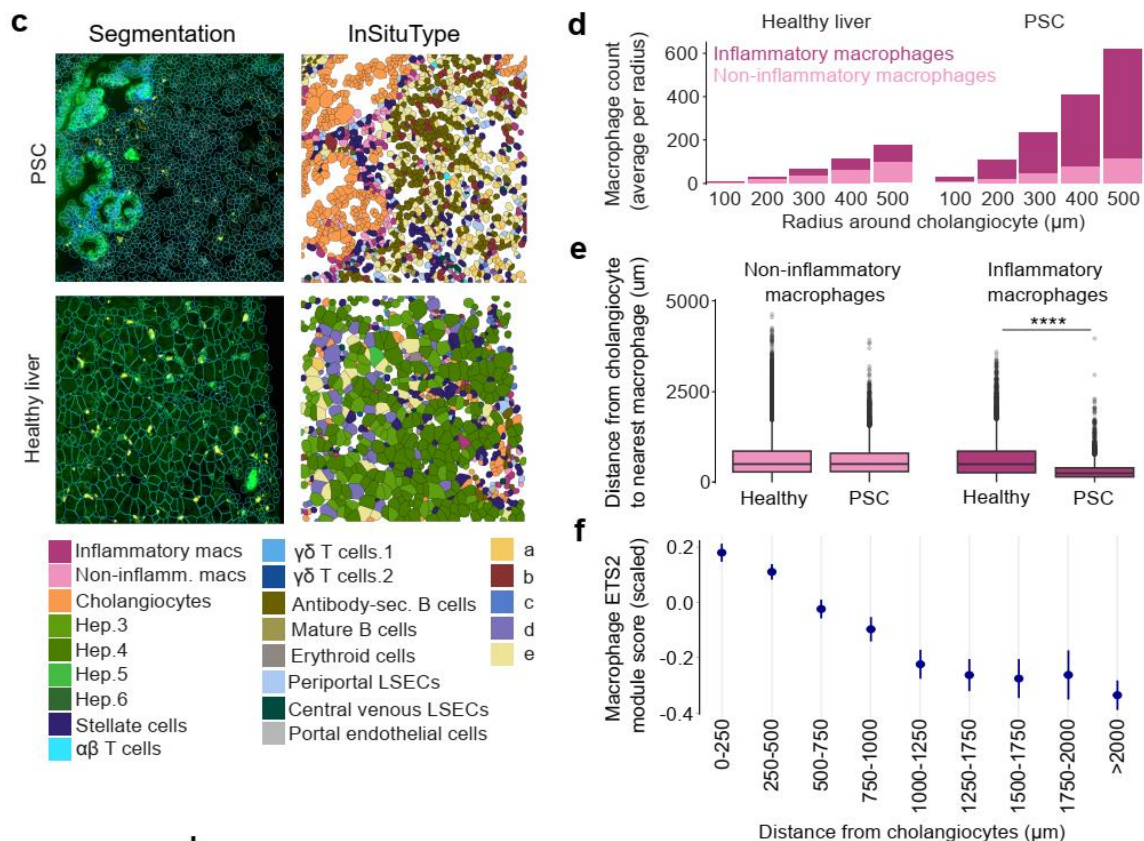 c
Segmentation
InSituType
PSC
Healthy liver
Inflammatory macs
Non-inflamm. macs
Cholangiocytes
Hep.3
Hep.4
Hep.5
Hep.6
Stellate cells
αβ T cells
γδ T cells.1
γδ T cells.2
Antibody-sec. B cells
Mature B cells
Erythroid cells
Periportal LSECs
Central venous LSECs
Portal endothelial cells
a
b
c
d
e
d
Healthy liver
PSC
Inflammatory macrophages
Non-inflammatory macrophages
Macrophage count
(average per radius)
600
400
200
0
100 200 300 400 500
100 200 300 400 500
Radius around cholangiocyte (µm)
e
Non-inflammatory
macrophages
Inflammatory
macrophages
****
Distance from cholangiocyte
to nearest macrophage (um)
5000
2500
0
Healthy PSC
Healthy PSC
f
Macrophage ETS2
module score (scaled)
0.2
0.0
-0.2
-0.4
0-250
250-500
500-750
750-1000
1000-1250
1250-1750
1500-1750
1750-2000
>2000
Distance from cholangiocytes (µm)